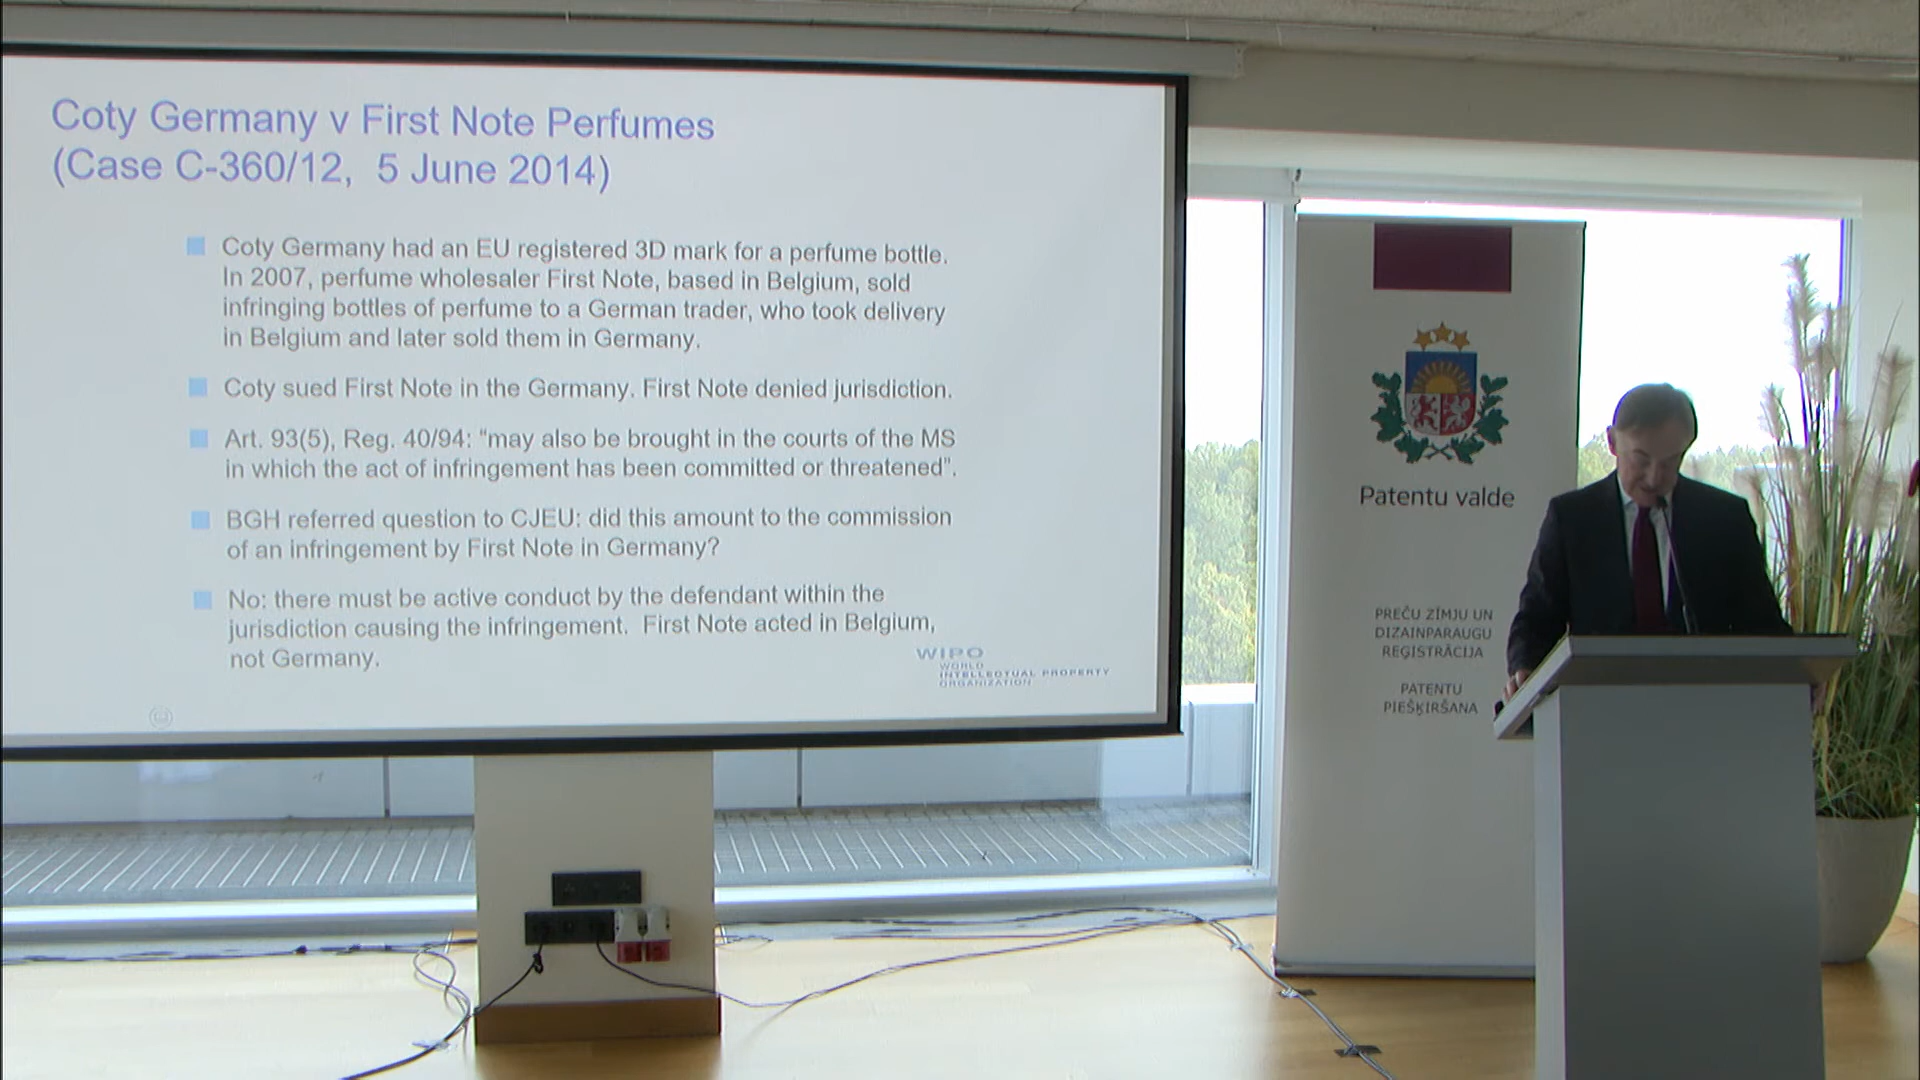 Coty Germany v First Note Perfumes
(Case C-360/12, 5 June 2014)
Coty Germany had an EU registered 3D mark for a perfume bottle.
In 2007, perfume wholesaler First Note, based in Belgium, sold
infringing bottles of perfume to a German trader, who took delivery
in Belgium and later sold them in Germany.
Coty sued First Note in the Germany. First Note denied jurisdiction.
Art. 93(5), Reg. 40/94: “may also be brought in the courts of the MS
in which the act of infringement has been committed or threatened”.
BGH referred question to CJEU: did this amount to the commission
of an infringement by First Note in Germany?
No: there must be active conduct by the defendant within the
jurisdiction causing the infringement. First Note acted in Belgium,
not Germany.
WIPO
WORLD
INTELLECTUAL PROPERTY
ORGANIZATION
Patentu valde
PREČU ZĪMJU UN
DIZAINPARAUGU
REĢISTRĀCIJA
PATENTU
PIEŠĶIRŠANA